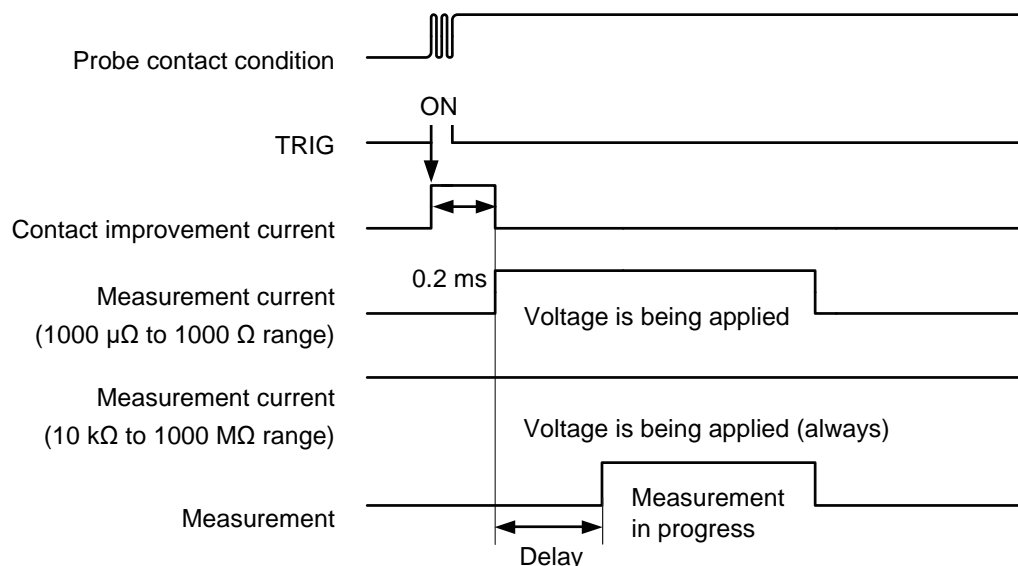 Probe contact condition
ON
TRIG
Contact improvement current
0.2 ms
Measurement current
(1000 μΩ to 1000 Ω range)
Voltage is being applied
Measurement current
(10 kΩ to 1000 MΩ range)
Voltage is being applied (always)
Measurement
Measurement
in progress
Delay